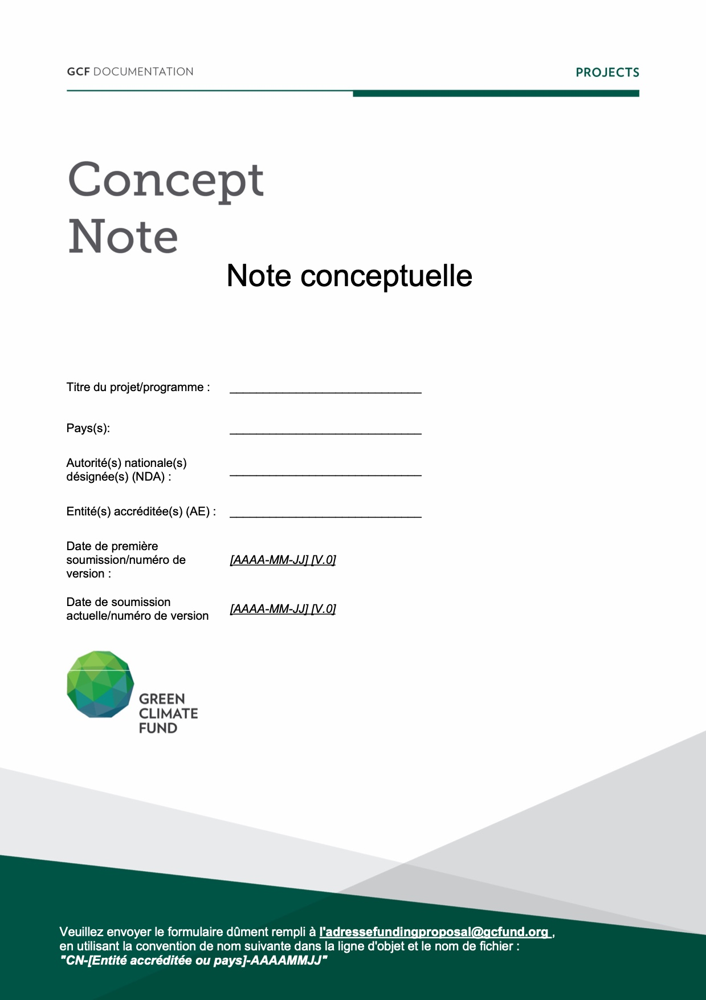 GCF DOCUMENTATION
PROJECTS
Concept
Note
Note conceptuelle
Titre du projet/programme : ______________________________
Pays(s): ______________________________
Autorité(s) nationale(s)
désignée(s) (NDA) : ______________________________
Entité(s) accréditée(s) (AE) : ______________________________
Date de première
soumission/numéro de
version :
[AAAA-MM-JJ] [V.0]
Date de soumission
actuelle/numéro de version
[AAAA-MM-JJ] [V.0]
GREEN
CLIMATE
FUND
Veuillez envoyer le formulaire dûment rempli à l'adressefundingproposal@gcfund.org ,
en utilisant la convention de nom suivante dans la ligne d'objet et le nom de fichier :
"CN-[Entité accréditée ou pays]-AAAAMMJJ"